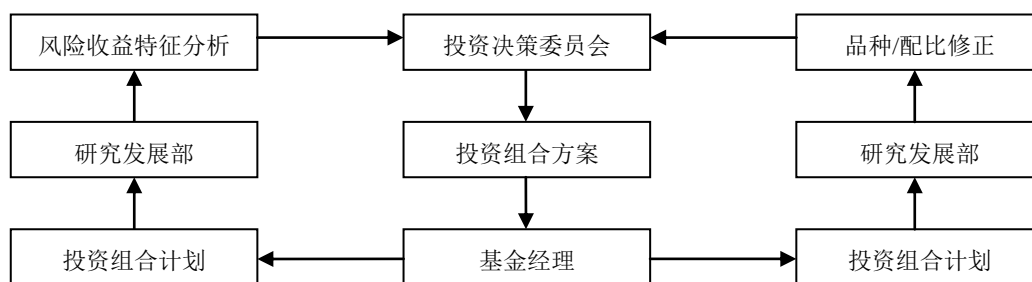 风险收益特征分析
投资决策委员会
品种/配比修正
研究发展部
投资组合方案
研究发展部
投资组合计划
基金经理
投资组合计划